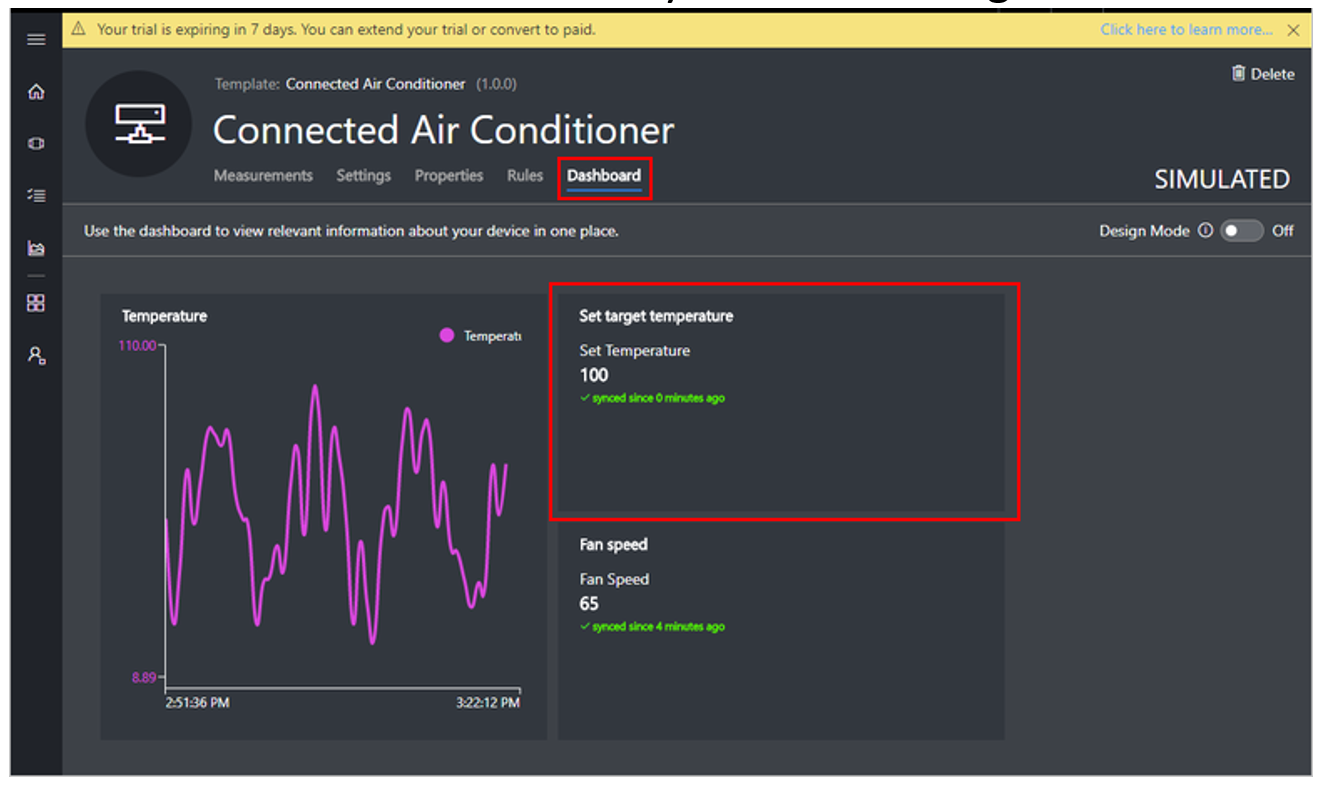 Your trial is expiring in 7 days. You can extend your trial or convert to paid. Click here to learn more...
Delete
Template: Connected Air Conditioner (1.0.0)
Connected Air Conditioner
Measurements Settings Properties Rules Dashboard
SIMULATED
Use the dashboard to view relevant information about your device in one place. Design Mode Off
Temperature
Temperatu
110.00
8.89
2:51:36 PM 3:22:12 PM
Set target temperature
Set Temperature
100
synced since 0 minutes ago
Fan speed
Fan Speed
65
synced since 4 minutes ago